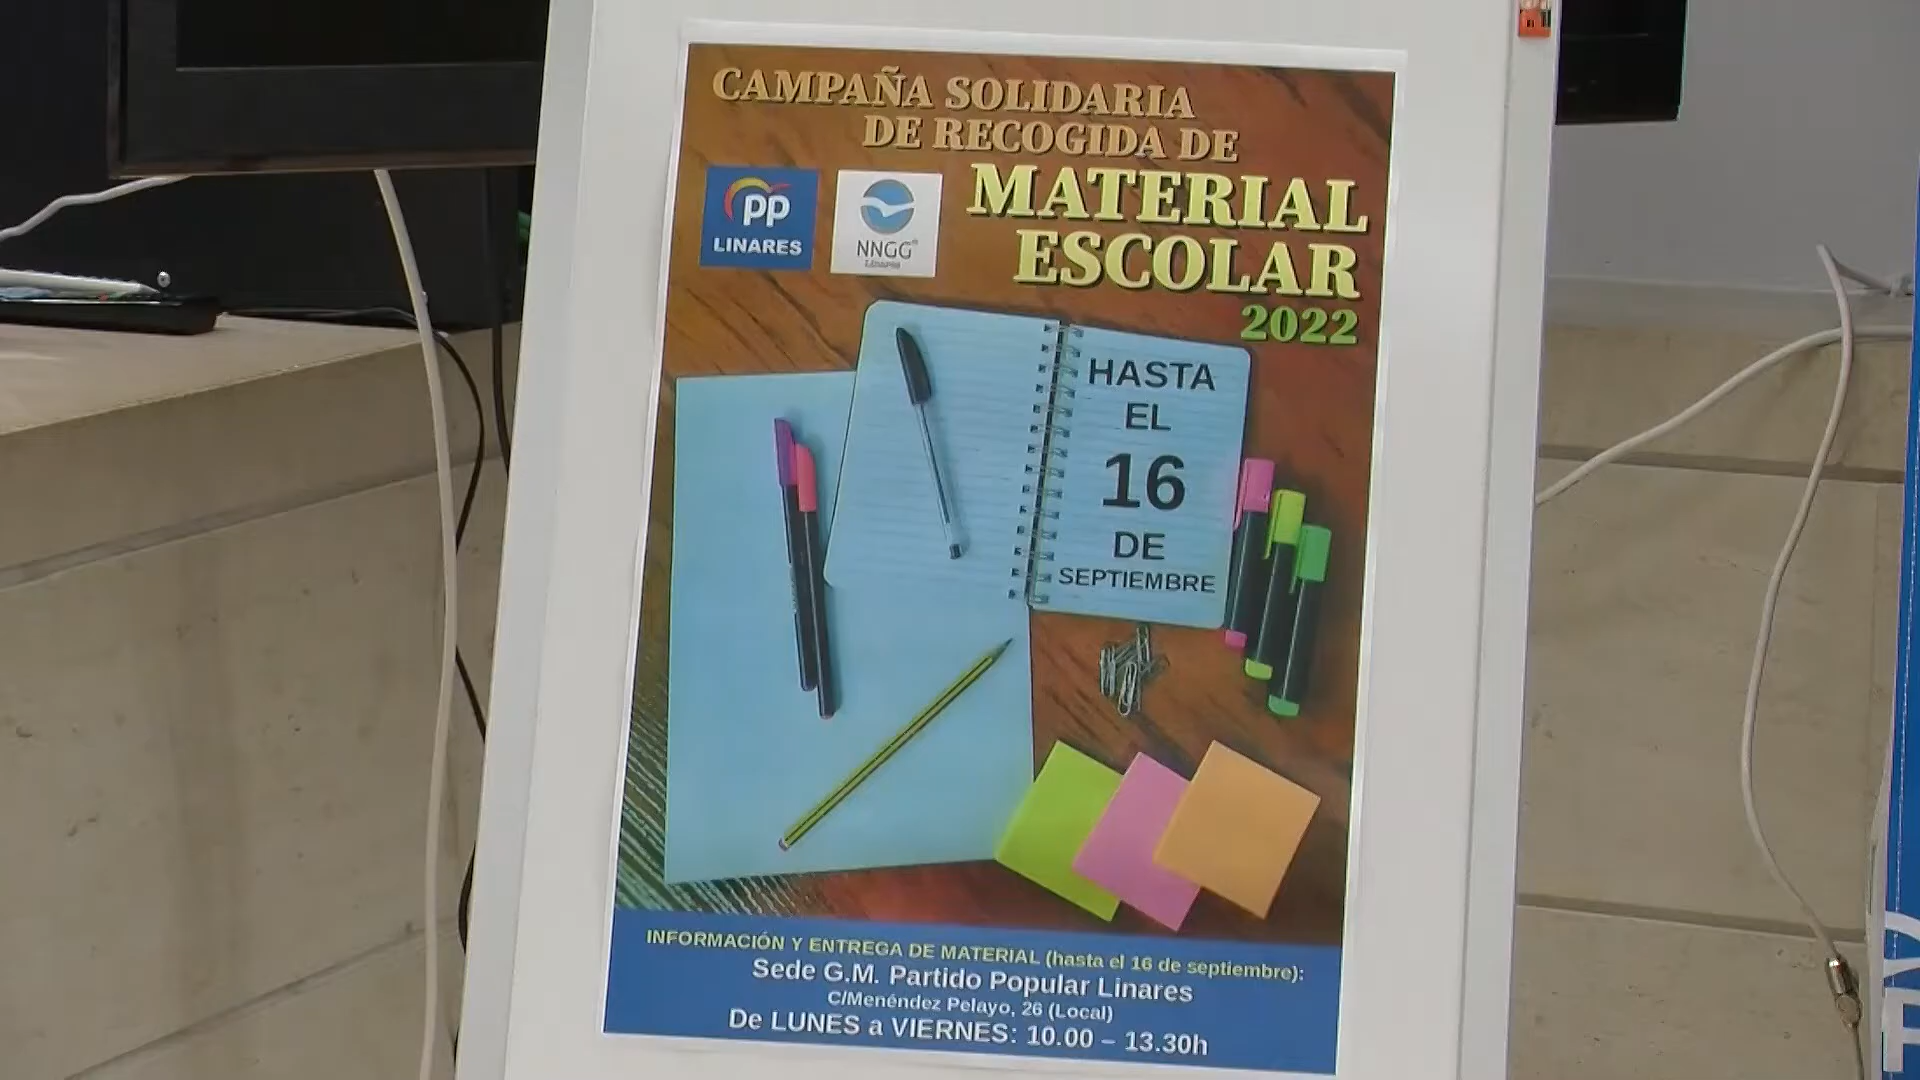 CAMPAÑA SOLIDARIA
DE RECOGIDA DE
MATERIAL
ESCOLAR
2022
pp
LINARES
NNGG
Linares
HASTA
EL
16
DE
SEPTIEMBRE
INFORMACIÓN Y ENTREGA DE MATERIAL (hasta el 16 de septiembre):
Sede G.M. Partido Popular Linares
C/Menéndez Pelayo, 26 (Local)
De LUNES a VIERNES: 10.00 – 13.30h